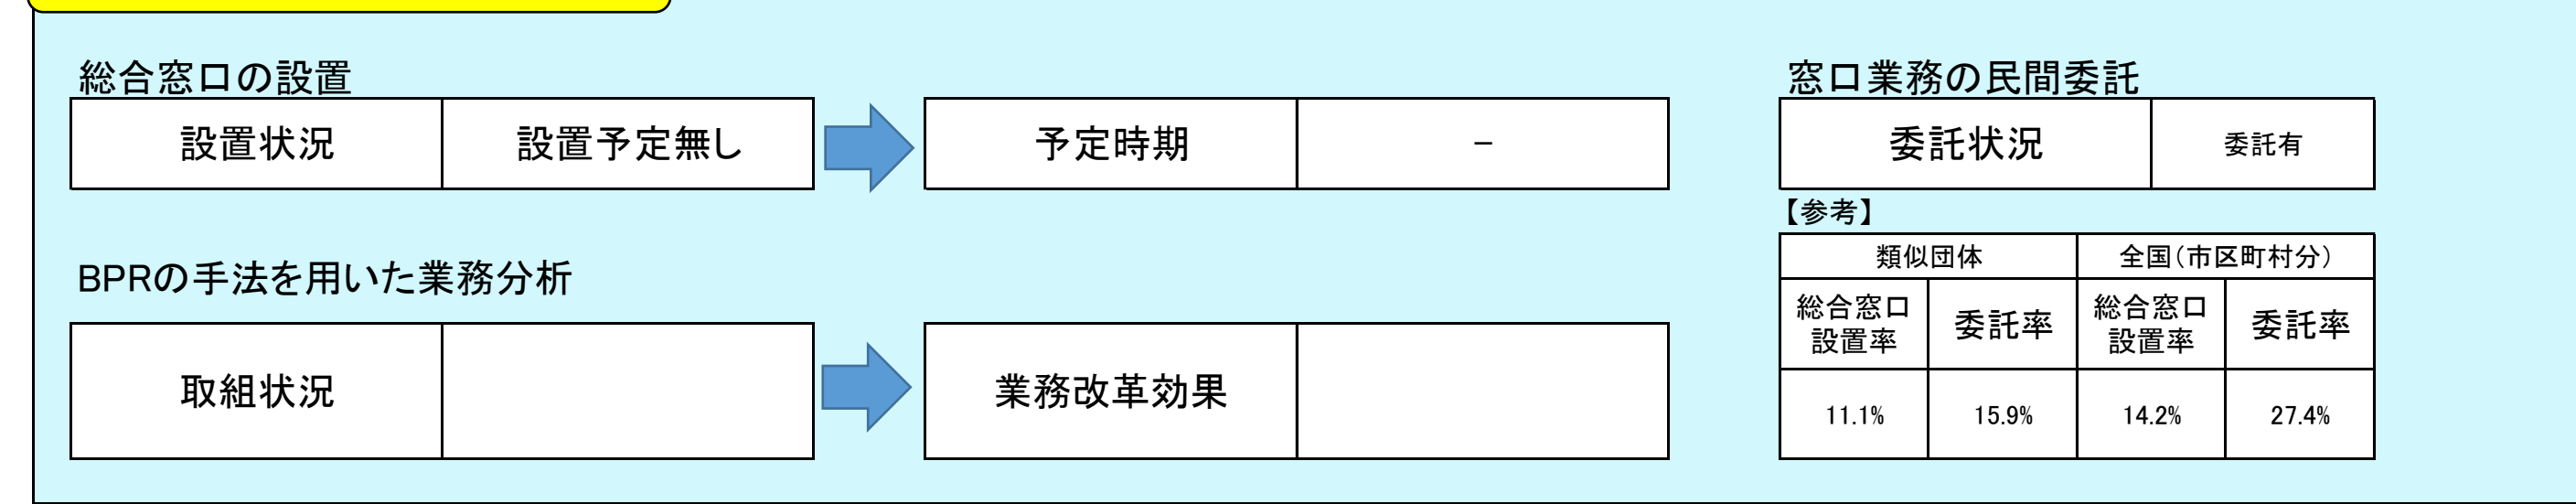 総合窓口の設置
設置状況 設置予定無し 予定時期 －
窓口業務の民間委託
委託状況 委託有
【参考】
類似団体 全国（市区町村分）
総合窓口
設置率
委託率
総合窓口
設置率
委託率
11.1% 15.9% 14.2% 27.4%
BPRの手法を用いた業務分析
取組状況 業務改革効果